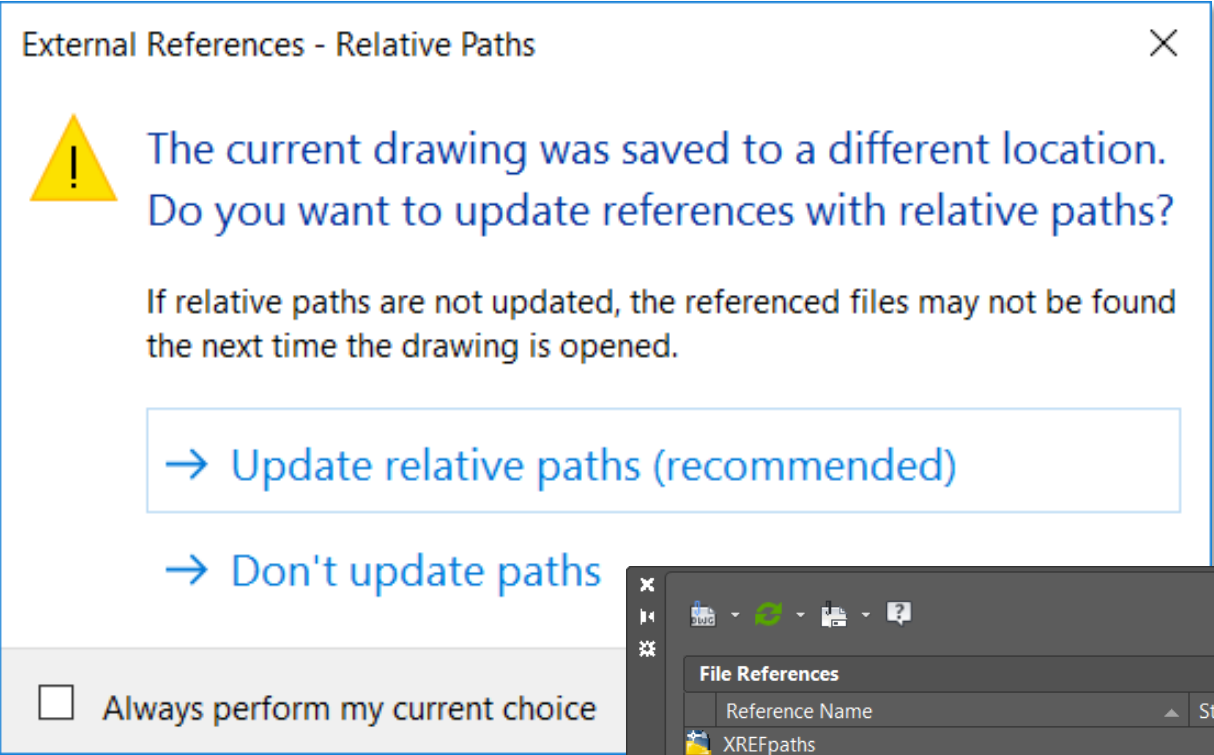 External References - Relative Paths
The current drawing was saved to a different location.
Do you want to update references with relative paths?
If relative paths are not updated, the referenced files may not be found
the next time the drawing is opened.
Update relative paths (recommended)
Don't update paths
Always perform my current choice
DWG
File References
Reference Name
XREFpaths